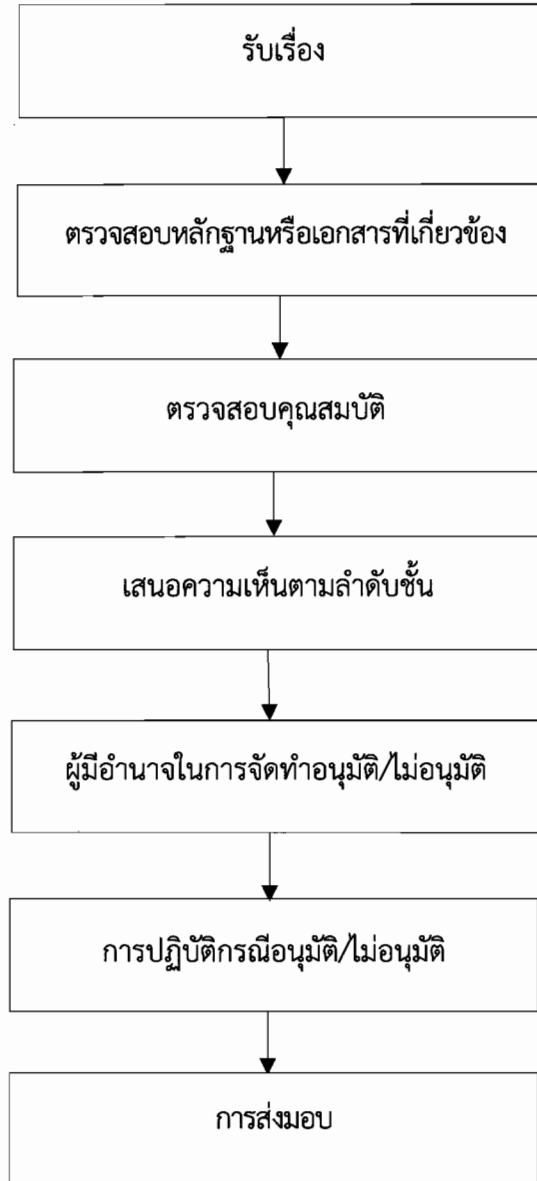 รับเรื่อง
ตรวจสอบหลักฐานหรือเอกสารที่เกี่ยวข้อง
ตรวจสอบคุณสมบัติ
เสนอความเห็นตามลำดับชั้น
ผู้มีอำนาจในการจัดทำอนุมัติ/ไม่อนุมัติ
การปฏิบัติกรณีอนุมัติ/ไม่อนุมัติ
การส่งมอบ